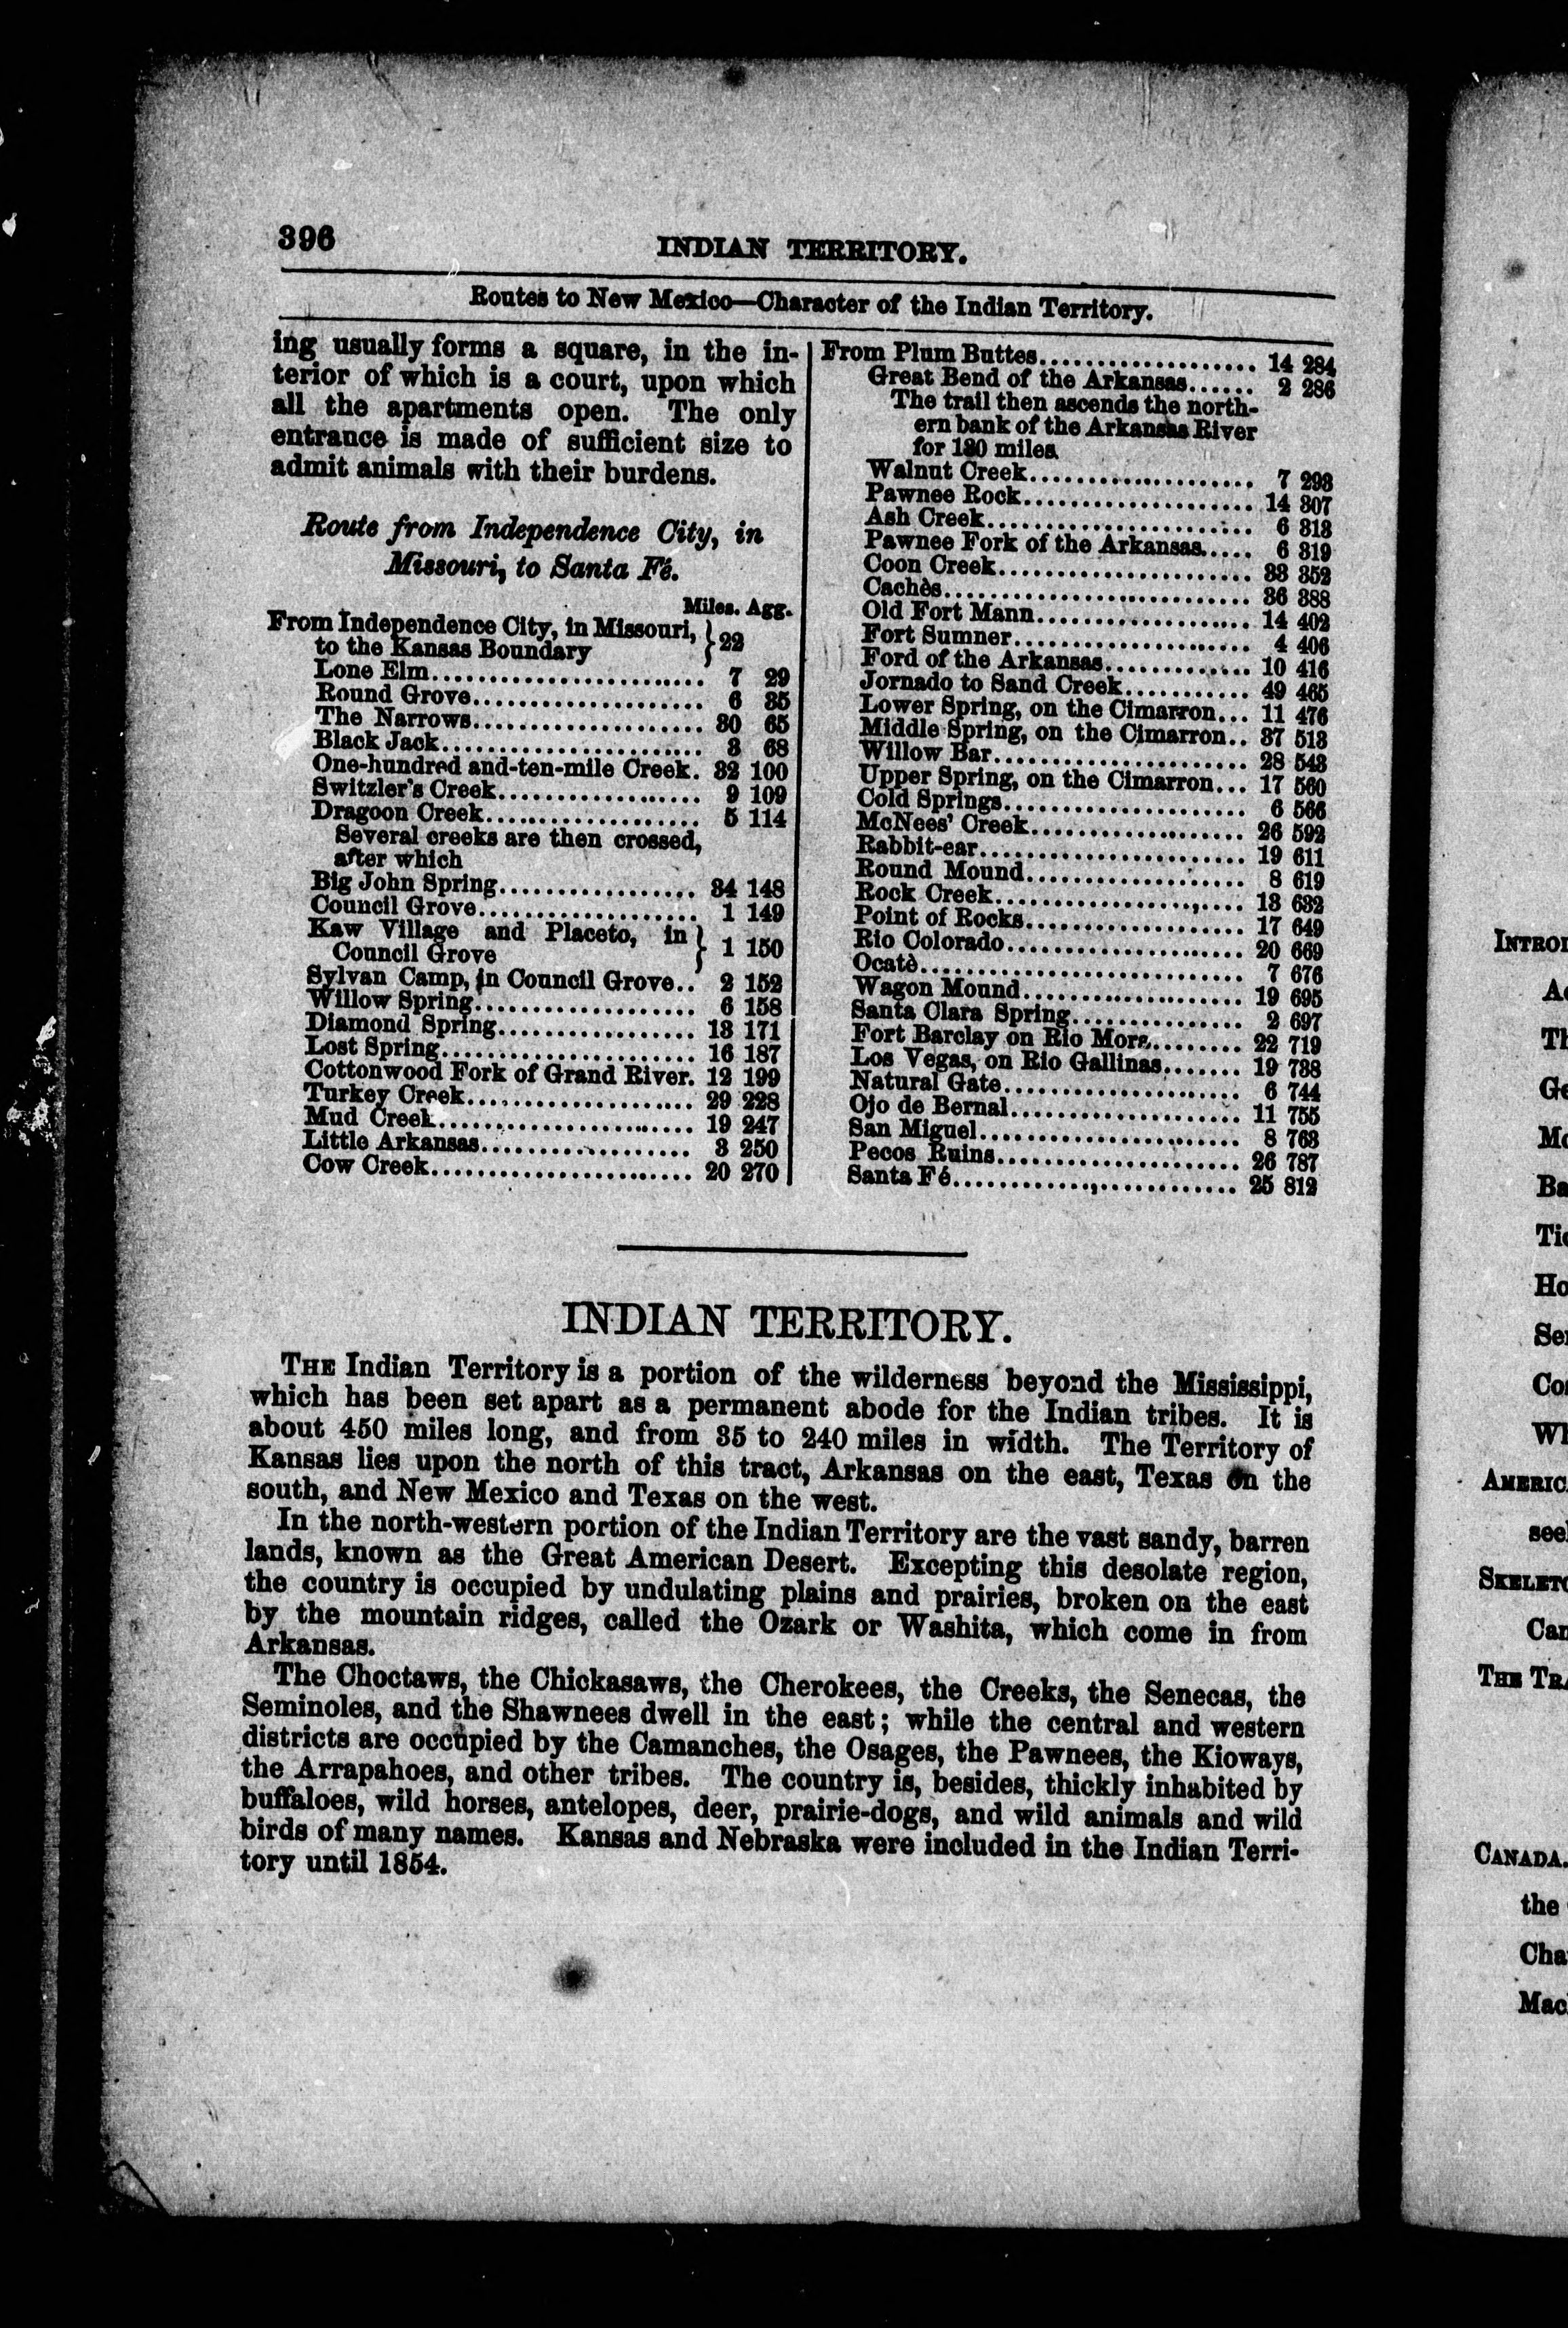 396
INDIAN TERRITORY.
Routes to New Mexico—Character of the Indian Territory.
ing usually forms a square, in the in-
terior of which is a court, upon which
all the apartments open. The only
entrance is made of sufficient size to
admit animals with their burdens.
Route from Independence City, in
Missouri, to Santa Fé.
Miles. Agg.
From Independence City, in Missouri, } 22
to the Kansas Boundary
Lone Elm....................... 7 29
Round Grove.................... 6 35
The Narrows.................... 30 65
Black Jack....................... 3 68
One-hundred and-ten-mile Creek. 32 100
Switzler's Creek.................. 9 109
Dragoon Creek................... 5 114
Several creeks are then crossed,
after which
Big John Spring................. 34 148
Council Grove................... 1 149
Kaw Village and Placeto, in } 1 150
Council Grove
Sylvan Camp, in Council Grove.. 2 152
Willow Spring................... 6 158
Diamond Spring................. 13 171
Lost Spring...................... 16 187
Cottonwood Fork of Grand River. 12 199
Turkey Creek.................... 29 228
Mud Creek...................... 19 247
Little Arkansas.................. 3 250
Cow Creek...................... 20 270
From Plum Buttes................... 14 284
Great Bend of the Arkansas...... 2 286
The trail then ascends the north-
ern bank of the Arkansas River
for 130 miles.
Walnut Creek.................... 7 293
Pawnee Rock.................... 14 307
Ash Creek....................... 6 313
Pawnee Fork of the Arkansas..... 6 319
Coon Creek...................... 33 352
Cachès........................... 36 388
Old Fort Mann................... 14 402
Fort Sumner..................... 4 406
Ford of the Arkansas............. 10 416
Jornado to Sand Creek........... 49 465
Lower Spring, on the Cimarron... 11 476
Middle Spring, on the Cimarron.. 37 513
Willow Bar...................... 28 543
Upper Spring, on the Cimarron... 17 560
Cold Springs..................... 6 566
McNees' Creek................... 26 592
Rabbit-ear....................... 19 611
Round Mound................... 8 619
Rock Creek...................... 13 632
Point of Rocks................... 17 649
Rio Colorado..................... 20 669
Ocatè............................ 7 676
Wagon Mound................... 19 695
Santa Clara Spring............... 2 697
Fort Barclay on Rio Mora........ 22 719
Los Vegas, on Rio Gallinas....... 19 738
Natural Gate..................... 6 744
Ojo de Bernal.................... 11 755
San Miguel....................... 8 763
Pecos Ruins...................... 26 787
Santa Fé......................... 25 812
INDIAN TERRITORY.
THE Indian Territory is a portion of the wilderness beyond the Mississippi,
which has been set apart as a permanent abode for the Indian tribes. It is
about 450 miles long, and from 35 to 240 miles in width. The Territory of
Kansas lies upon the north of this tract, Arkansas on the east, Texas on the
south, and New Mexico and Texas on the west.
In the north-western portion of the Indian Territory are the vast sandy, barren
lands, known as the Great American Desert. Excepting this desolate region,
the country is occupied by undulating plains and prairies, broken on the east
by the mountain ridges, called the Ozark or Washita, which come in from
Arkansas.
The Choctaws, the Chickasaws, the Cherokees, the Creeks, the Senecas, the
Seminoles, and the Shawnees dwell in the east; while the central and western
districts are occupied by the Camanches, the Osages, the Pawnees, the Kioways,
the Arrapahoes, and other tribes. The country is, besides, thickly inhabited by
buffaloes, wild horses, antelopes, deer, prairie-dogs, and wild animals and wild
birds of many names. Kansas and Nebraska were included in the Indian Terri-
tory until 1854.
CANADA.
the